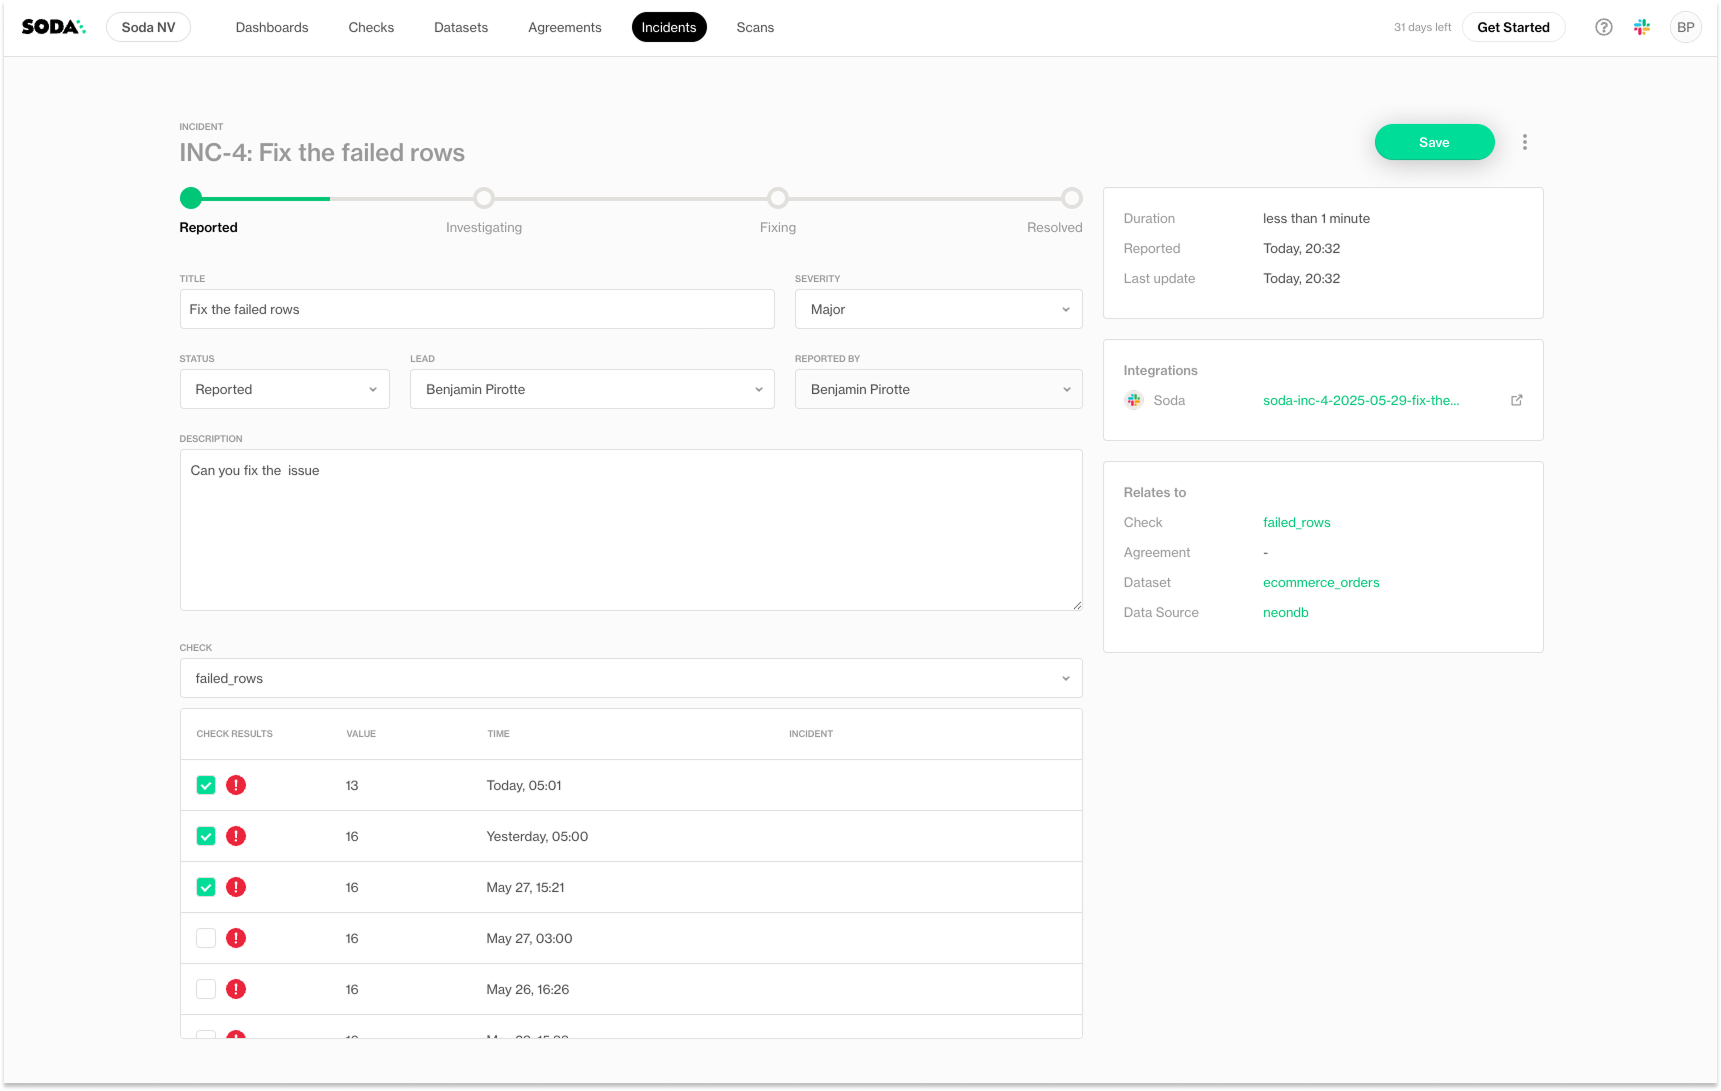 SODA Soda NV Dashboards Checks Datasets Agreements Incidents Scans 31 days left Get Started BP
INCIDENT
INC-4: Fix the failed rows
Save
Reported Investigating Fixing Resolved
TITLE
Fix the failed rows
SEVERITY
Major
STATUS
Reported
LEAD
Benjamin Pirotte
REPORTED BY
Benjamin Pirotte
DESCRIPTION
Can you fix the  issue
CHECK
failed_rows
CHECK RESULTS VALUE TIME INCIDENT
13 Today, 05:01
16 Yesterday, 05:00
16 May 27, 15:21
16 May 27, 03:00
16 May 26, 16:26
Duration less than 1 minute
Reported Today, 20:32
Last update Today, 20:32
Integrations
Soda soda-inc-4-2025-05-29-fix-the...
Relates to
Check failed_rows
Agreement -
Dataset ecommerce_orders
Data Source neondb